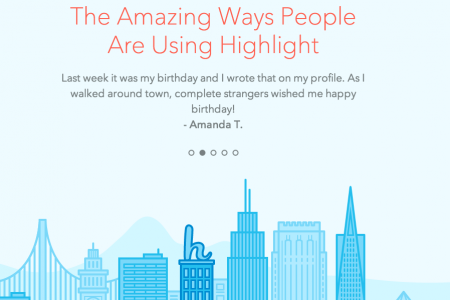 The Amazing Ways People
Are Using Highlight
Last week it was my birthday and I wrote that on my profile. As I
walked around town, complete strangers wished me happy
birthday!
- Amanda T.
h